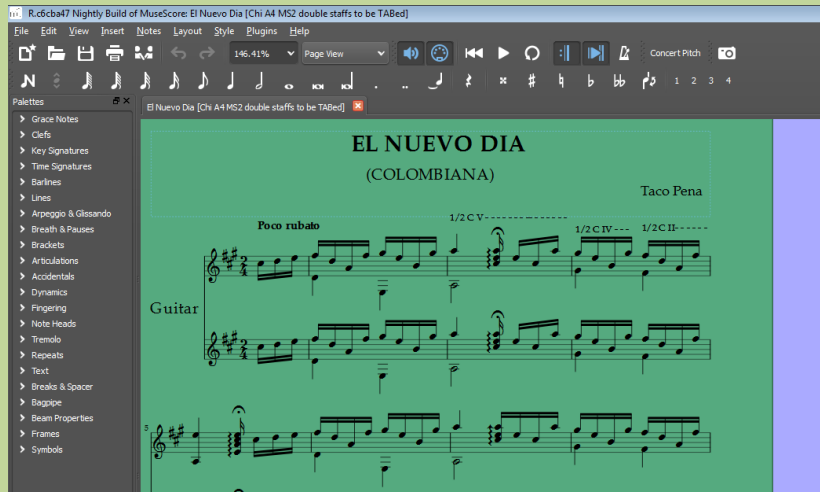 R.c6cba47 Nightly Build of MuseScore: El Nuevo Dia [Chi A4 MS2 double staffs to be TABed]
File Edit View Insert Notes Layout Style Plugins Help
146.41% Page View Concert Pitch
1 2 3 4
Palettes
El Nuevo Dia [Chi A4 MS2 double staffs to be TABed]
Grace Notes
Clefs
Key Signatures
Time Signatures
Barlines
Lines
Arpeggio & Glissando
Breath & Pauses
Brackets
Articulations
Accidentals
Dynamics
Fingering
Note Heads
Tremolo
Repeats
Text
Breaks & Spacer
Bagpipe
Beam Properties
Frames
Symbols
EL NUEVO DIA
(COLOMBIANA)
Taco Pena
Poco rubato
1/2 C V
1/2 C IV
1/2 C II
2
4
Guitar
2
4
5